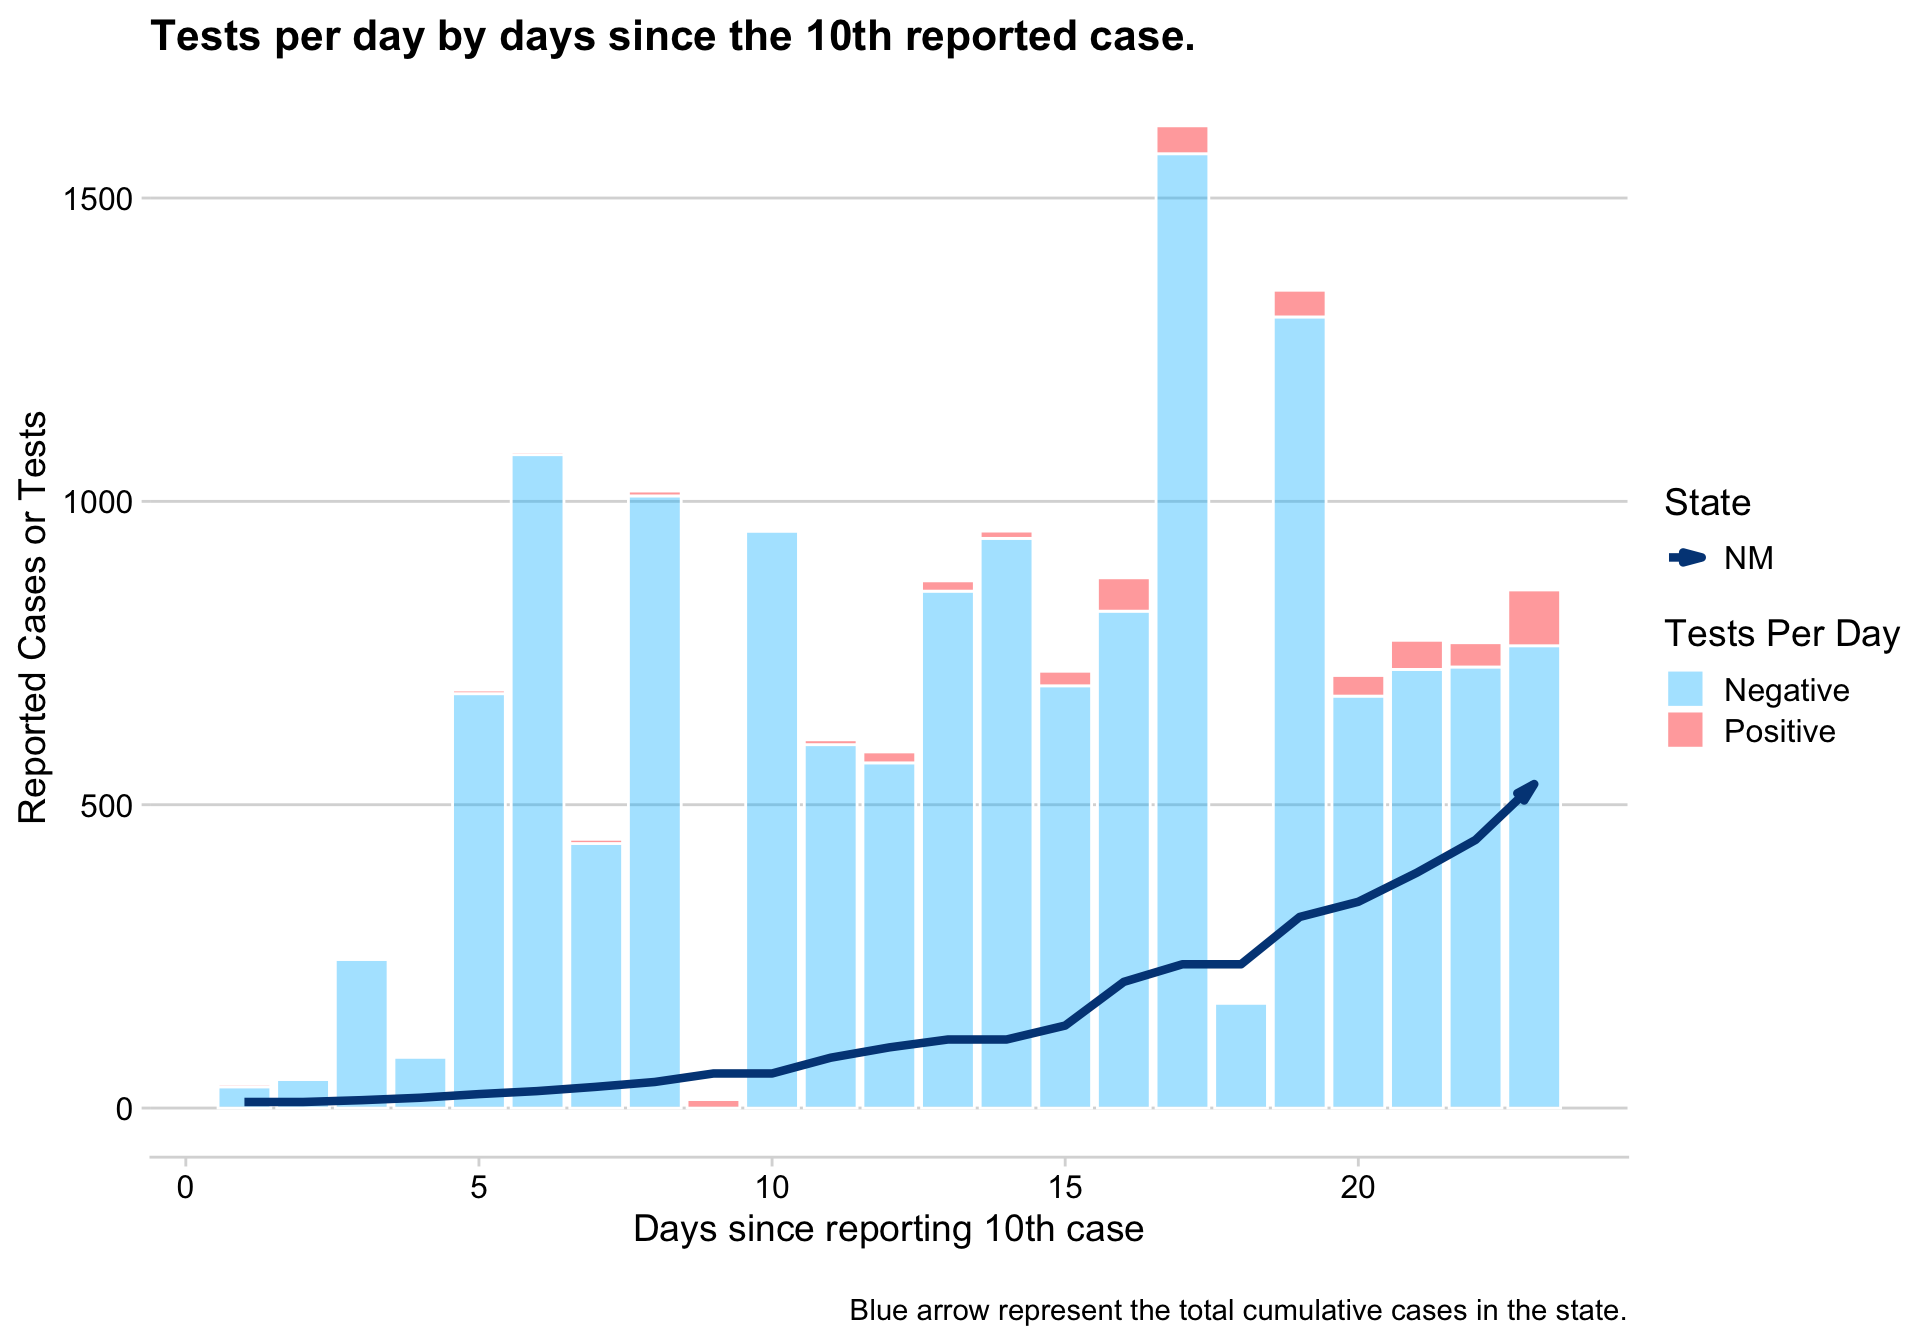 Tests per day by days since the 10th reported case.
1500
1000
500
0
Reported Cases or Tests
0 5 10 15 20
Days since reporting 10th case
State
NM
Tests Per Day
Negative
Positive
Blue arrow represent the total cumulative cases in the state.